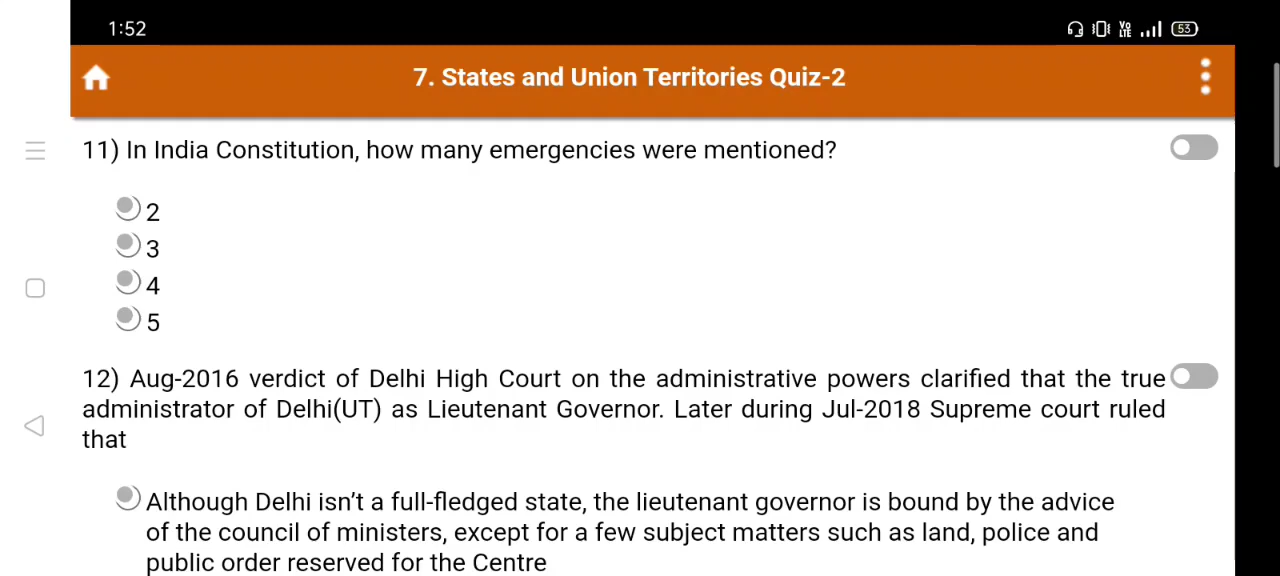 1:52
VO LTE 53
7. States and Union Territories Quiz-2
11) In India Constitution, how many emergencies were mentioned?
2
3
4
5
12) Aug-2016 verdict of Delhi High Court on the administrative powers clarified that the true
administrator of Delhi(UT) as Lieutenant Governor. Later during Jul-2018 Supreme court ruled
that
Although Delhi isn’t a full-fledged state, the lieutenant governor is bound by the advice
of the council of ministers, except for a few subject matters such as land, police and
public order reserved for the Centre